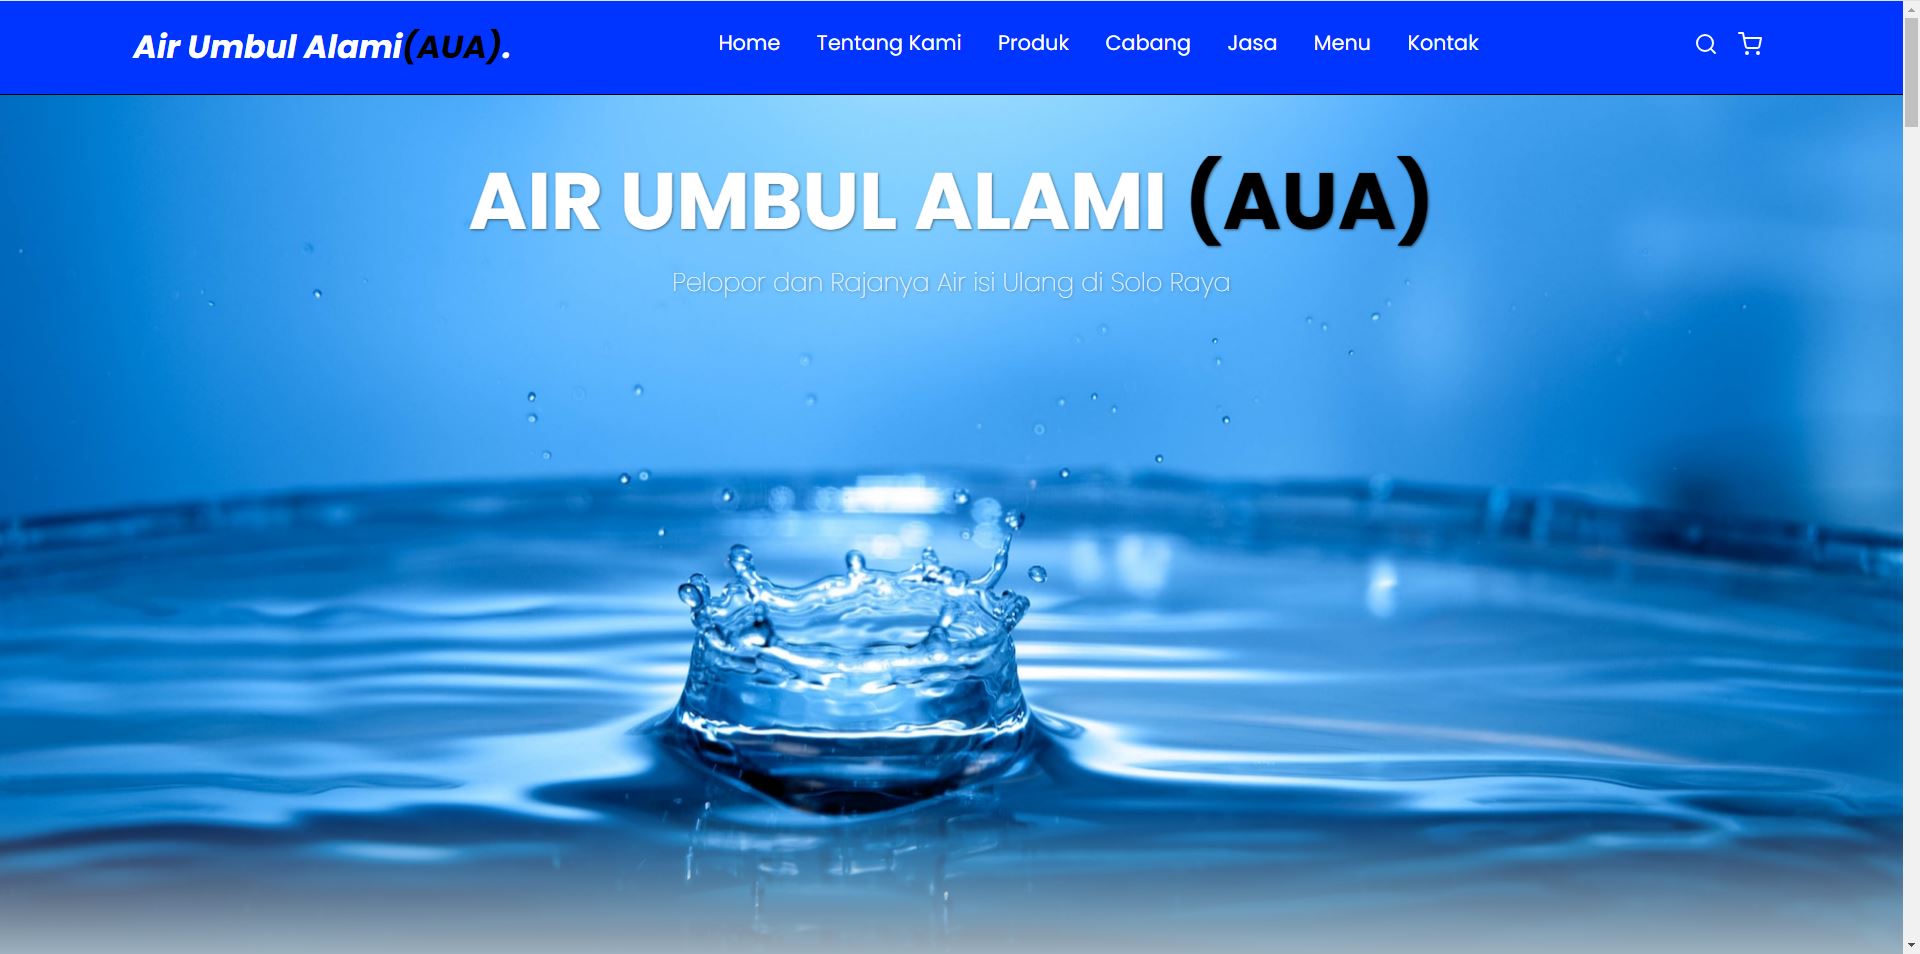 Air Umbul Alami(AUA).
Home Tentang Kami Produk Cabang Jasa Menu Kontak
AIR UMBUL ALAMI (AUA)
Pelopor dan Rajanya Air isi Ulang di Solo Raya